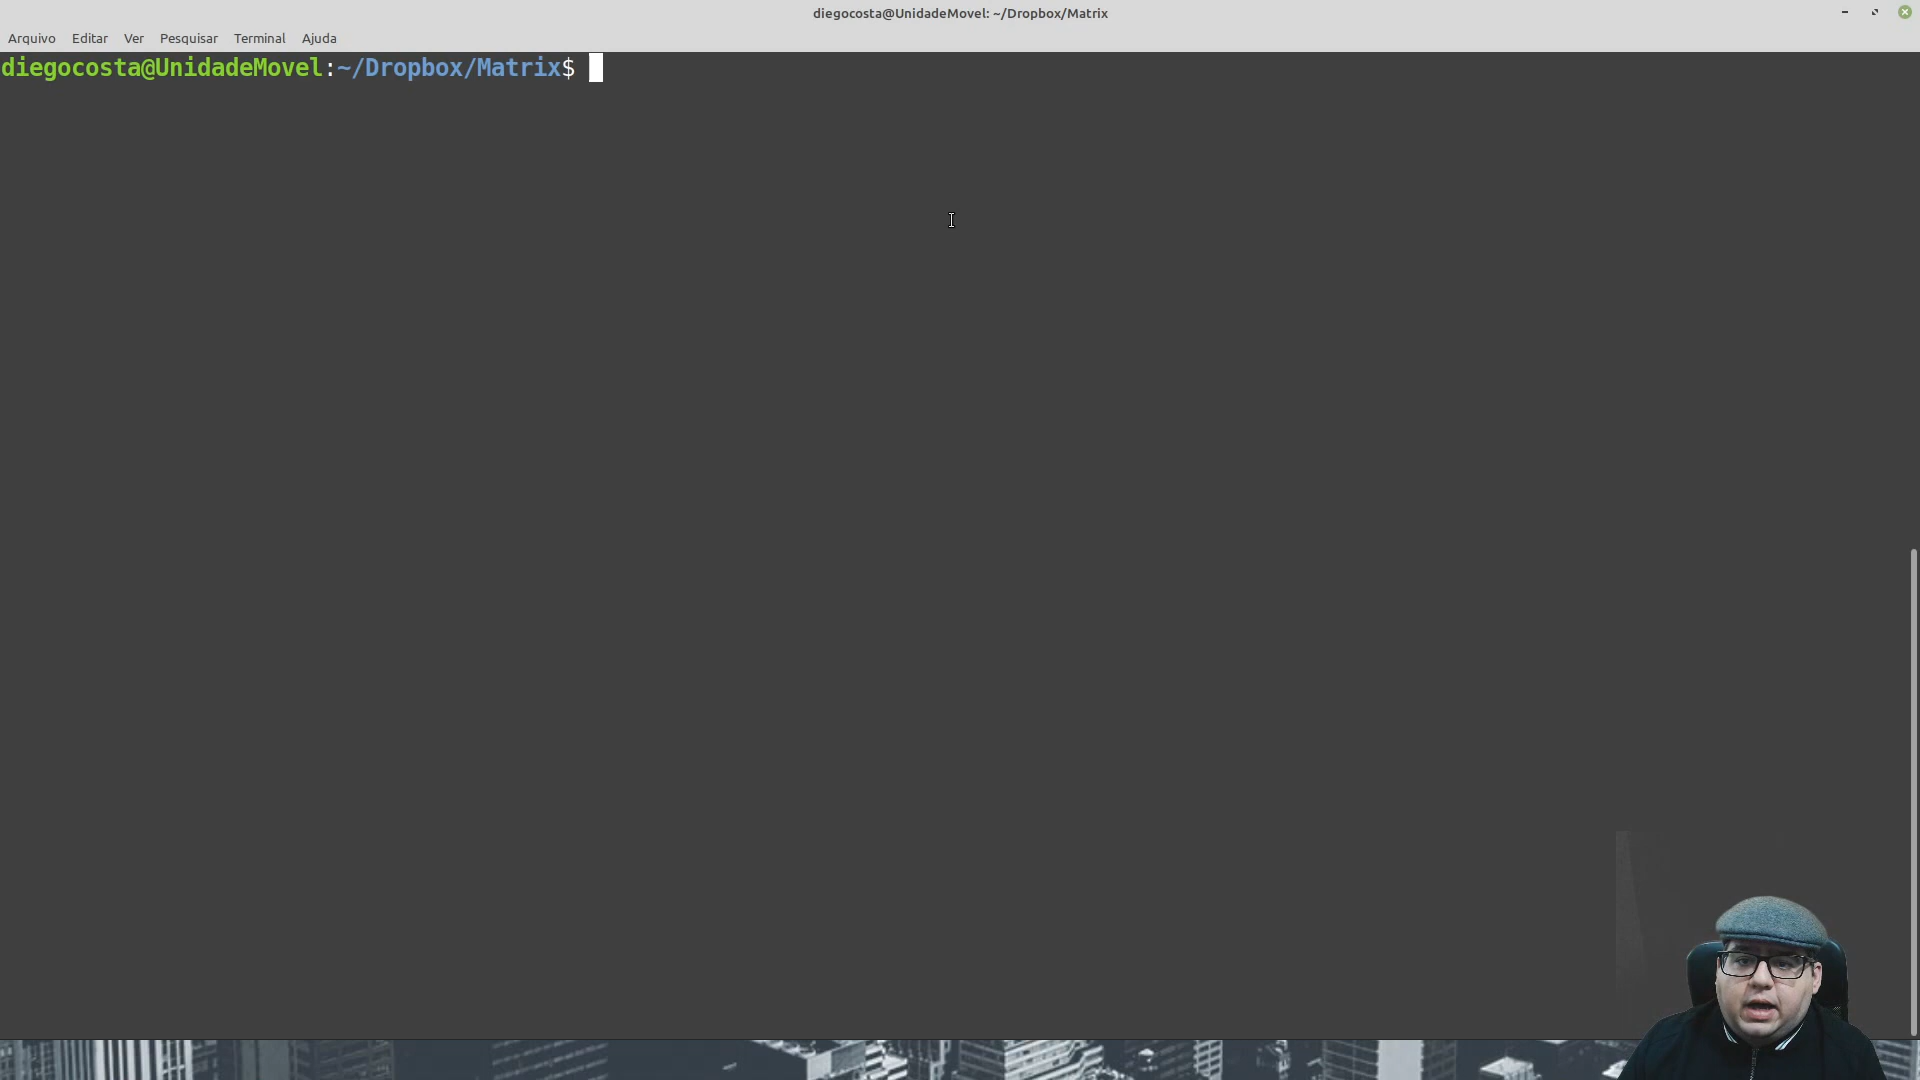 diegocosta@UnidadeMovel: ~/Dropbox/Matrix
Arquivo Editar Ver Pesquisar Terminal Ajuda
diegocosta@UnidadeMovel:~/Dropbox/Matrix$